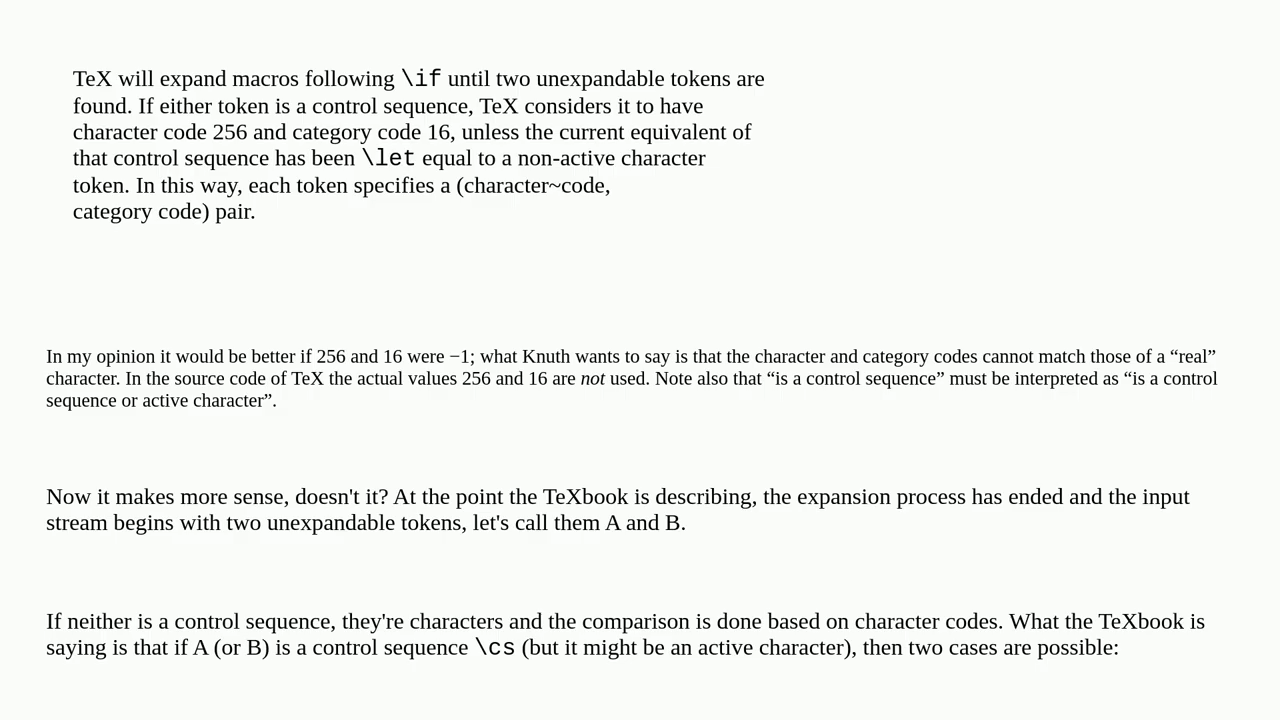 TeX will expand macros following \if until two unexpandable tokens are
found. If either token is a control sequence, TeX considers it to have
character code 256 and category code 16, unless the current equivalent of
that control sequence has been \let equal to a non-active character
token. In this way, each token specifies a (character~code,
category code) pair.
In my opinion it would be better if 256 and 16 were −1; what Knuth wants to say is that the character and category codes cannot match those of a “real”
character. In the source code of TeX the actual values 256 and 16 are not used. Note also that “is a control sequence” must be interpreted as “is a control
sequence or active character”.
Now it makes more sense, doesn't it? At the point the TeXbook is describing, the expansion process has ended and the input
stream begins with two unexpandable tokens, let's call them A and B.
If neither is a control sequence, they're characters and the comparison is done based on character codes. What the TeXbook is
saying is that if A (or B) is a control sequence \cs (but it might be an active character), then two cases are possible: